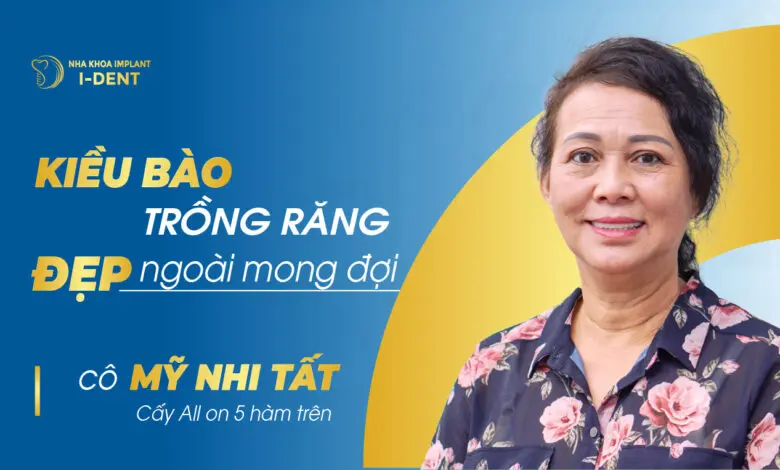 NHA KHOA IMPLANT
I-DENT
KIỀU BÀO
TRỒNG RĂNG
ĐẸP ngoài mong đợi
cô MỸ NHI TẤT
Cấy All on 5 hàm trên